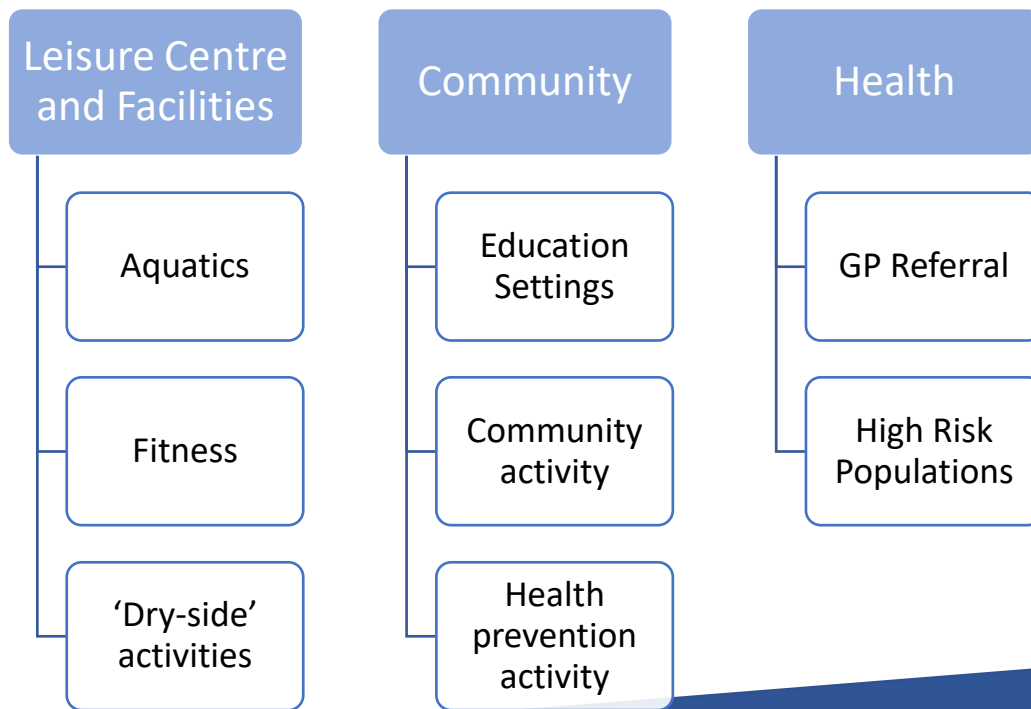 Leisure Centre
and Facilities
Aquatics
Fitness
‘Dry-side’
activities
Community
Education
Settings
Community
activity
Health
prevention
activity
Health
GP Referral
High Risk
Populations